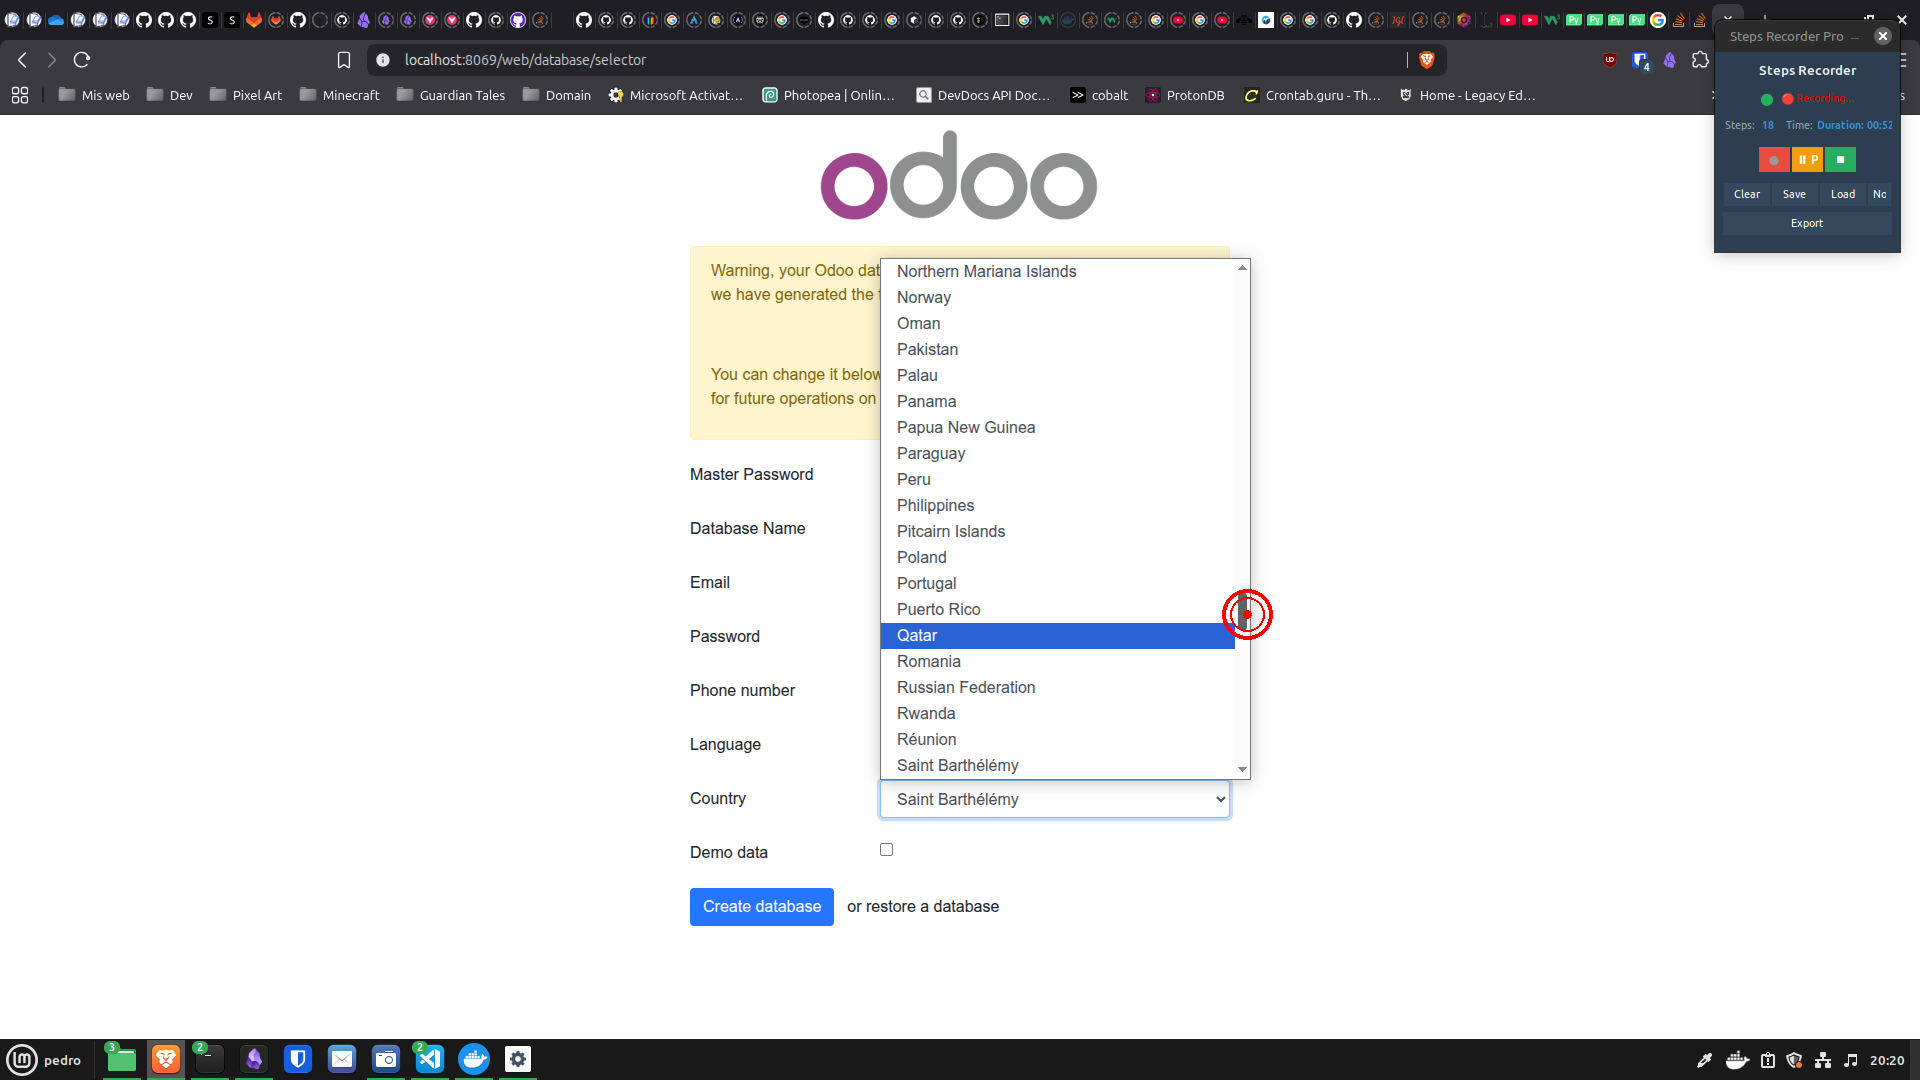 Steps Recorder Pro
localhost:8069/web/database/selector
4
Mis web
Dev
Pixel Art
Minecraft
Guardian Tales
Domain
Microsoft Activat...
Photopea | Onlin...
DevDocs API Doc...
cobalt
ProtonDB
Crontab.guru - Th...
Home - Legacy Ed...
Steps Recorder
Recording...
Steps: 18 Time: Duration: 00:52
P
Clear
Save
Load
No
Export
odoo
Warning, your Odoo dat
we have generated the
You can change it below
for future operations on
Northern Mariana Islands
Norway
Oman
Pakistan
Palau
Panama
Papua New Guinea
Paraguay
Peru
Philippines
Pitcairn Islands
Poland
Portugal
Puerto Rico
Qatar
Romania
Russian Federation
Rwanda
Réunion
Saint Barthélémy
Master Password
Database Name
Email
Password
Phone number
Language
Country
Saint Barthélémy
Demo data
Create database
or restore a database
pedro
3
2
2
20:20